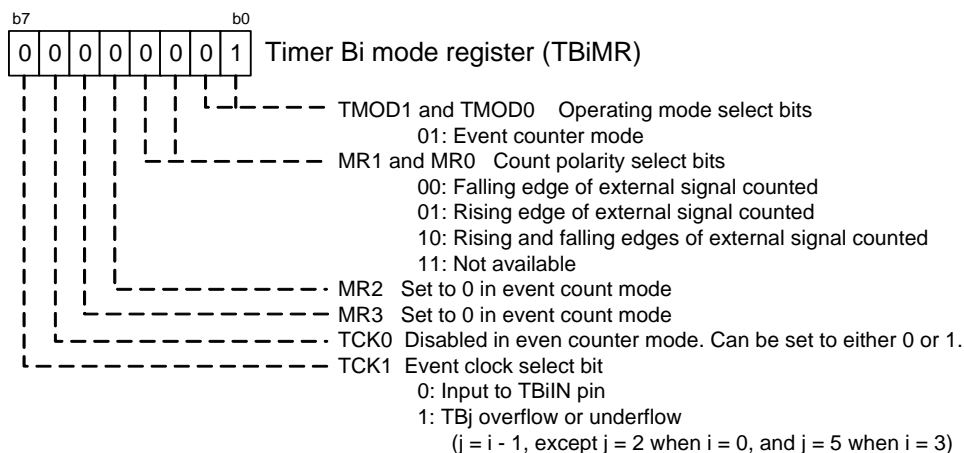 b7 b0
0 0 0 0 0 0 0 1 Timer Bi mode register (TBiMR)
TMOD1 and TMOD0 Operating mode select bits
01: Event counter mode
MR1 and MR0 Count polarity select bits
00: Falling edge of external signal counted
01: Rising edge of external signal counted
10: Rising and falling edges of external signal counted
11: Not available
MR2 Set to 0 in event count mode
MR3 Set to 0 in event count mode
TCK0 Disabled in even counter mode. Can be set to either 0 or 1.
TCK1 Event clock select bit
0: Input to TBiIN pin
1: TBj overflow or underflow
(j = i - 1, except j = 2 when i = 0, and j = 5 when i = 3)